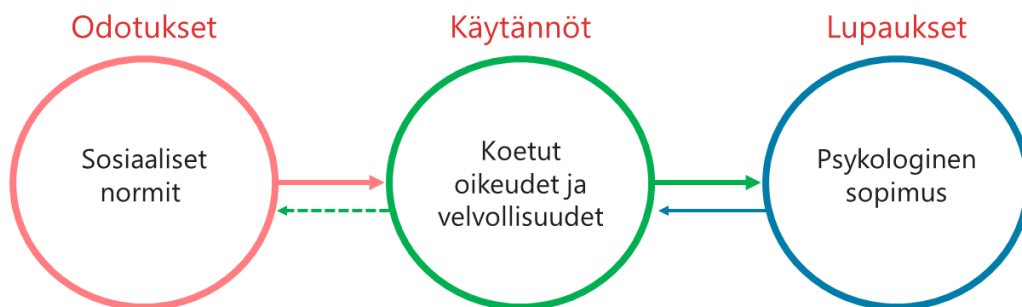 Odotukset
Käytännöt
Lupaukset
Sosiaaliset
normit
Koetut
oikeudet ja
velvollisuudet
Psykologinen
sopimus